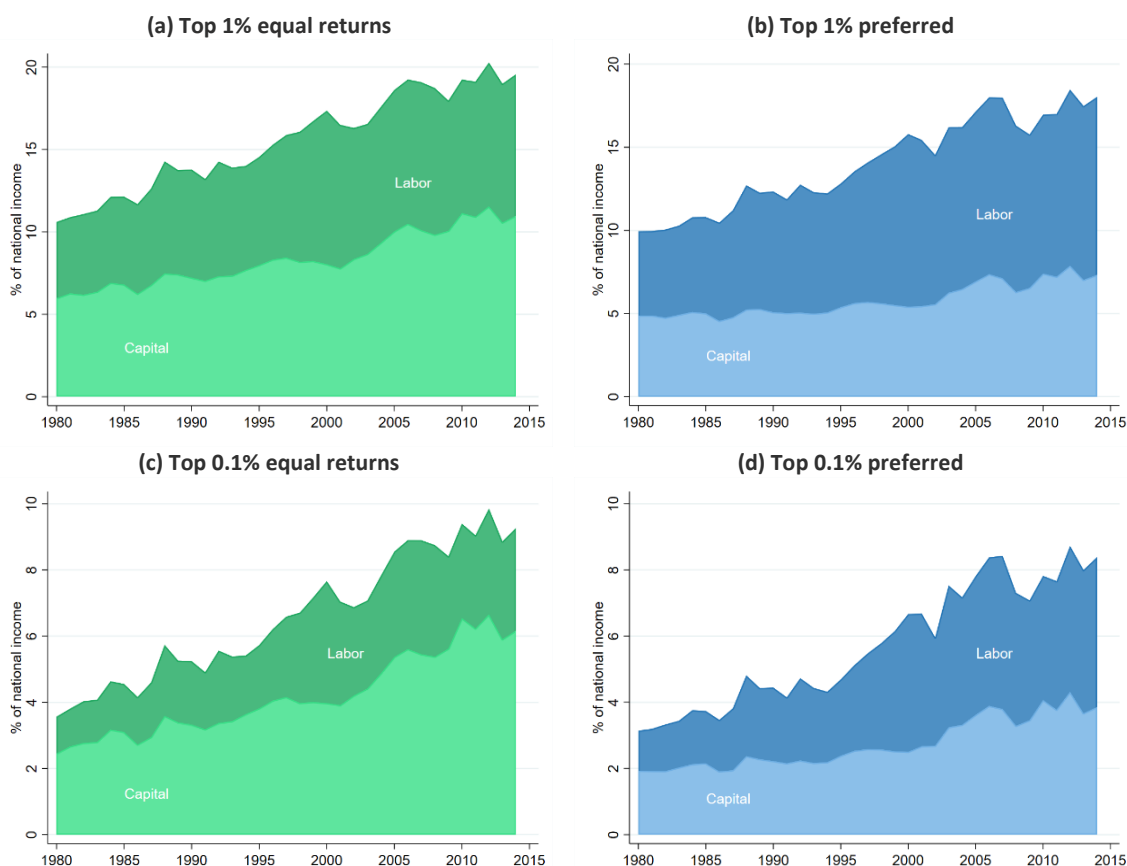 (a) Top 1% equal returns
% of national income
20
15
10
5
0
Labor
Capital
1980 1985 1990 1995 2000 2005 2010 2015
(b) Top 1% preferred
% of national income
20
15
10
5
0
Labor
Capital
1980 1985 1990 1995 2000 2005 2010 2015
(c) Top 0.1% equal returns
% of national income
10
8
6
4
2
0
Labor
Capital
1980 1985 1990 1995 2000 2005 2010 2015
(d) Top 0.1% preferred
% of national income
10
8
6
4
2
0
Labor
Capital
1980 1985 1990 1995 2000 2005 2010 2015